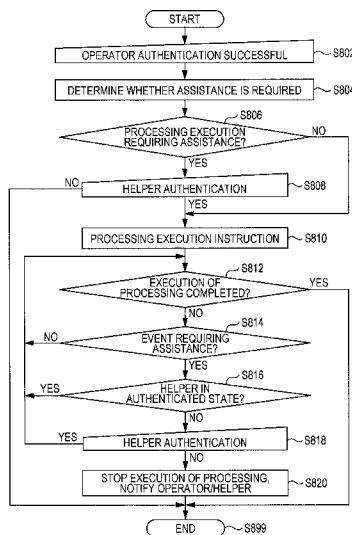 START
OPERATOR AUTHENTICATION SUCCESSFUL
S802
DETERMINE WHETHER ASSISTANCE IS REQUIRED
S804
S806
PROCESSING EXECUTION
REQUIRING ASSISTANCE?
NO
YES
NO
HELPER AUTHENTICATION
S808
YES
PROCESSING EXECUTION INSTRUCTION
S810
S812
EXECUTION OF
PROCESSING COMPLETED?
YES
NO
S814
NO
EVENT REQUIRING
ASSISTANCE?
YES
S816
YES
HELPER IN
AUTHENTICATED STATE?
NO
YES
HELPER AUTHENTICATION
S818
NO
STOP EXECUTION OF PROCESSING,
NOTIFY OPERATOR/HELPER
S820
END
S899